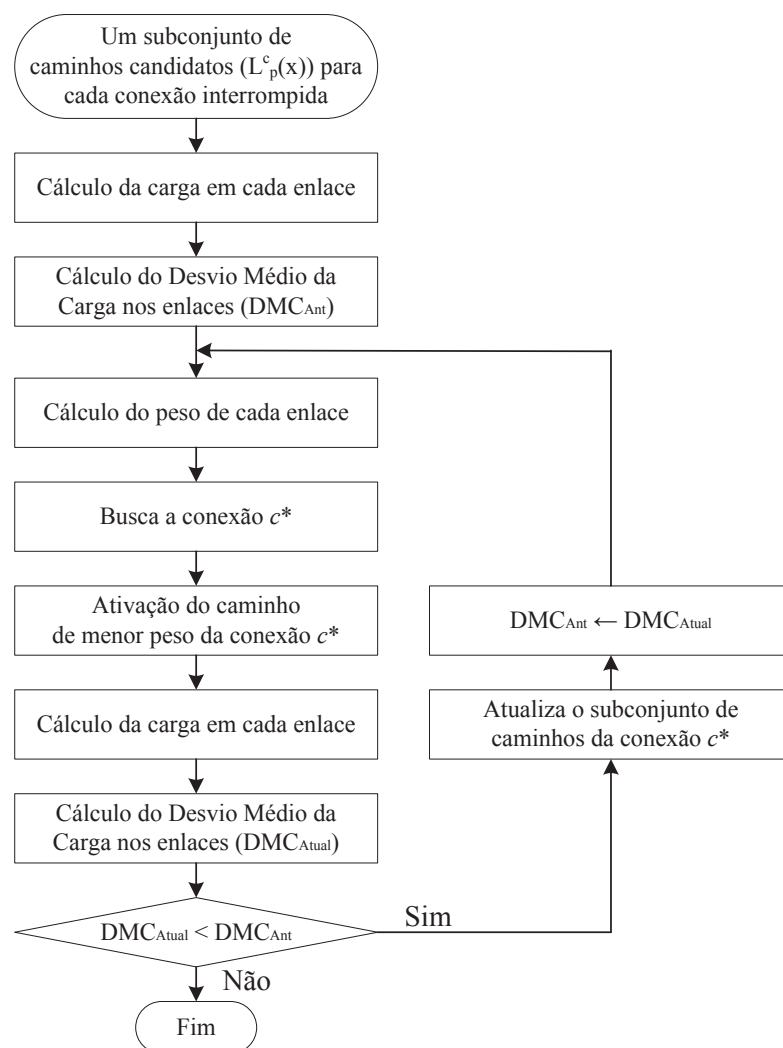 Um subconjunto de
caminhos candidatos (Lᶜₚ(x)) para
cada conexão interrompida
Cálculo da carga em cada enlace
Cálculo do Desvio Médio da
Carga nos enlaces (DMCAnt)
Cálculo do peso de cada enlace
Busca a conexão c*
Ativação do caminho
de menor peso da conexão c*
Cálculo da carga em cada enlace
Cálculo do Desvio Médio da
Carga nos enlaces (DMCAtual)
DMCAtual < DMCAnt
Sim
Não
Fim
Atualiza o subconjunto de
caminhos da conexão c*
DMCAnt ← DMCAtual